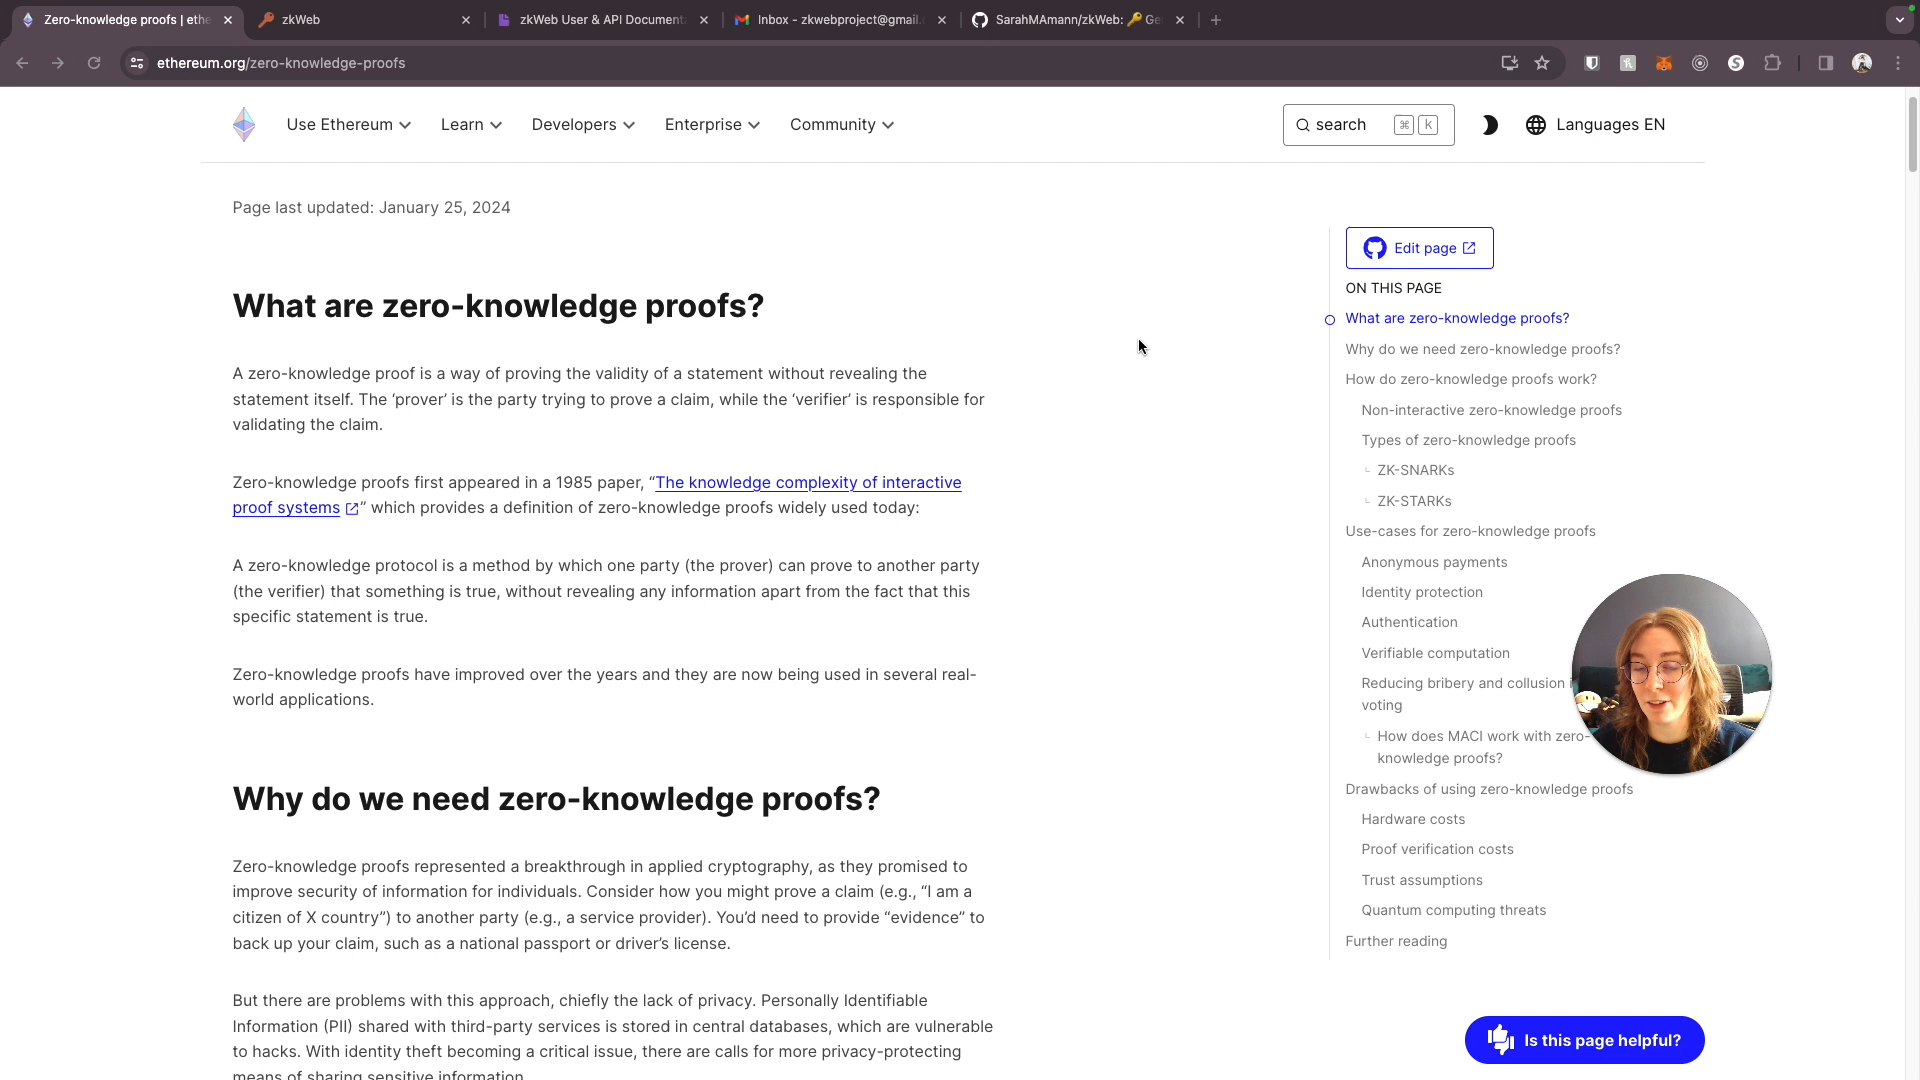 Zero-knowledge proofs | ethe
zkWeb
zkWeb User & API Document
Inbox - zkwebproject@gmail.
SarahMAmann/zkWeb: 🔑 Ge
ethereum.org/zero-knowledge-proofs
Use Ethereum
Learn
Developers
Enterprise
Community
search ⌘ k
Languages EN
Page last updated: January 25, 2024
What are zero-knowledge proofs?
A zero-knowledge proof is a way of proving the validity of a statement without revealing the
statement itself. The ‘prover’ is the party trying to prove a claim, while the ‘verifier’ is responsible for
validating the claim.
Zero-knowledge proofs first appeared in a 1985 paper, “The knowledge complexity of interactive
proof systems” which provides a definition of zero-knowledge proofs widely used today:
A zero-knowledge protocol is a method by which one party (the prover) can prove to another party
(the verifier) that something is true, without revealing any information apart from the fact that this
specific statement is true.
Zero-knowledge proofs have improved over the years and they are now being used in several real-
world applications.
Why do we need zero-knowledge proofs?
Zero-knowledge proofs represented a breakthrough in applied cryptography, as they promised to
improve security of information for individuals. Consider how you might prove a claim (e.g., “I am a
citizen of X country”) to another party (e.g., a service provider). You’d need to provide “evidence” to
back up your claim, such as a national passport or driver’s license.
But there are problems with this approach, chiefly the lack of privacy. Personally Identifiable
Information (PII) shared with third-party services is stored in central databases, which are vulnerable
to hacks. With identity theft becoming a critical issue, there are calls for more privacy-protecting
means of sharing sensitive information.
Edit page
ON THIS PAGE
What are zero-knowledge proofs?
Why do we need zero-knowledge proofs?
How do zero-knowledge proofs work?
Non-interactive zero-knowledge proofs
Types of zero-knowledge proofs
ZK-SNARKs
ZK-STARKs
Use-cases for zero-knowledge proofs
Anonymous payments
Identity protection
Authentication
Verifiable computation
Reducing bribery and collusion
voting
How does MACI work with zero-
knowledge proofs?
Drawbacks of using zero-knowledge proofs
Hardware costs
Proof verification costs
Trust assumptions
Quantum computing threats
Further reading
Is this page helpful?